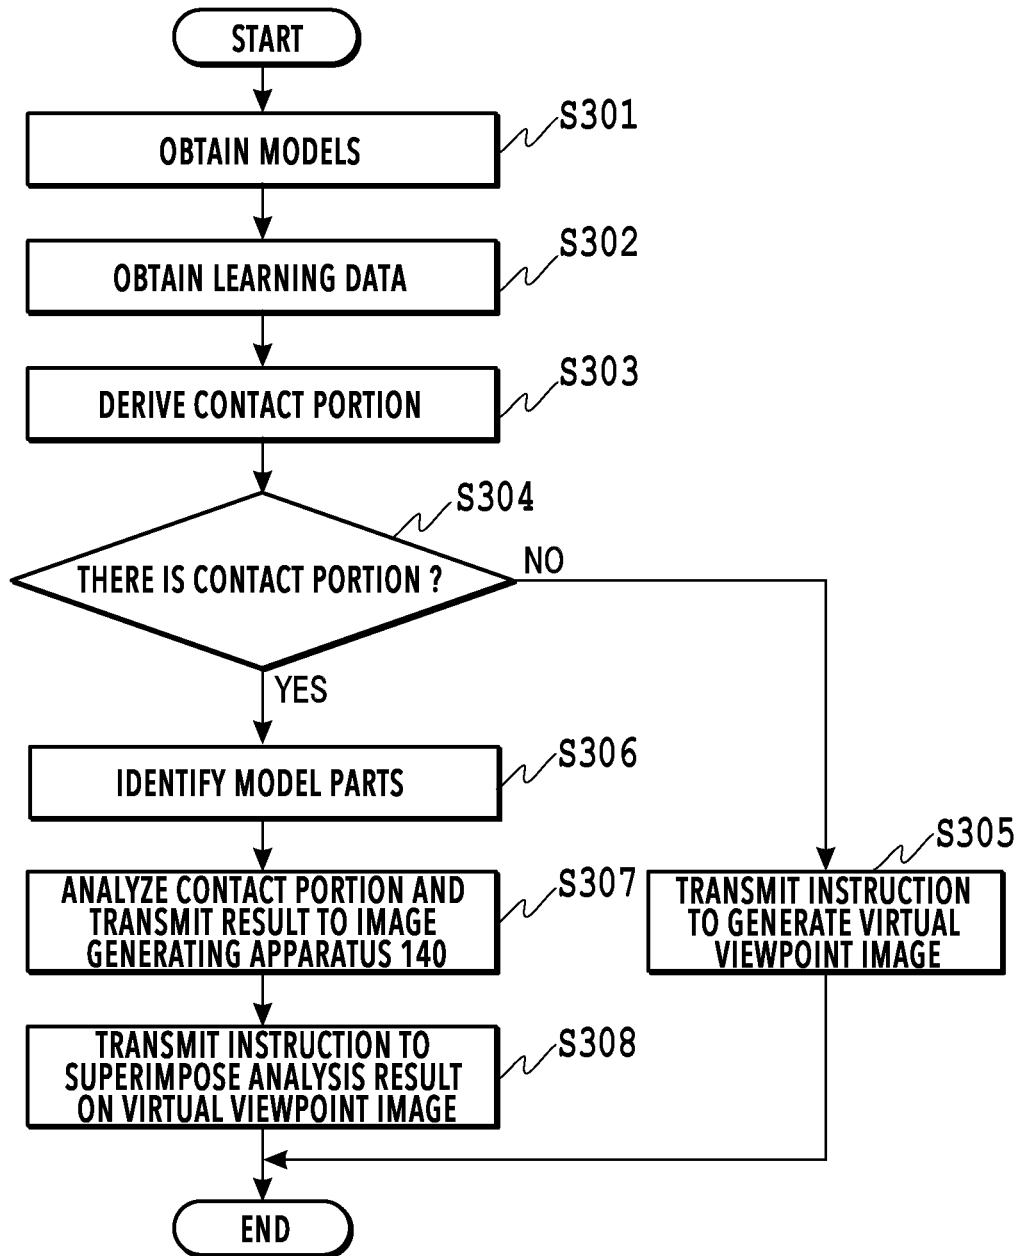 START
S301
OBTAIN MODELS
S302
OBTAIN LEARNING DATA
S303
DERIVE CONTACT PORTION
S304
THERE IS CONTACT PORTION ?
NO
YES
S306
IDENTIFY MODEL PARTS
S305
TRANSMIT INSTRUCTION
TO GENERATE VIRTUAL
VIEWPOINT IMAGE
S307
ANALYZE CONTACT PORTION AND
TRANSMIT RESULT TO IMAGE
GENERATING APPARATUS 140
S308
TRANSMIT INSTRUCTION TO
SUPERIMPOSE ANALYSIS RESULT
ON VIRTUAL VIEWPOINT IMAGE
END